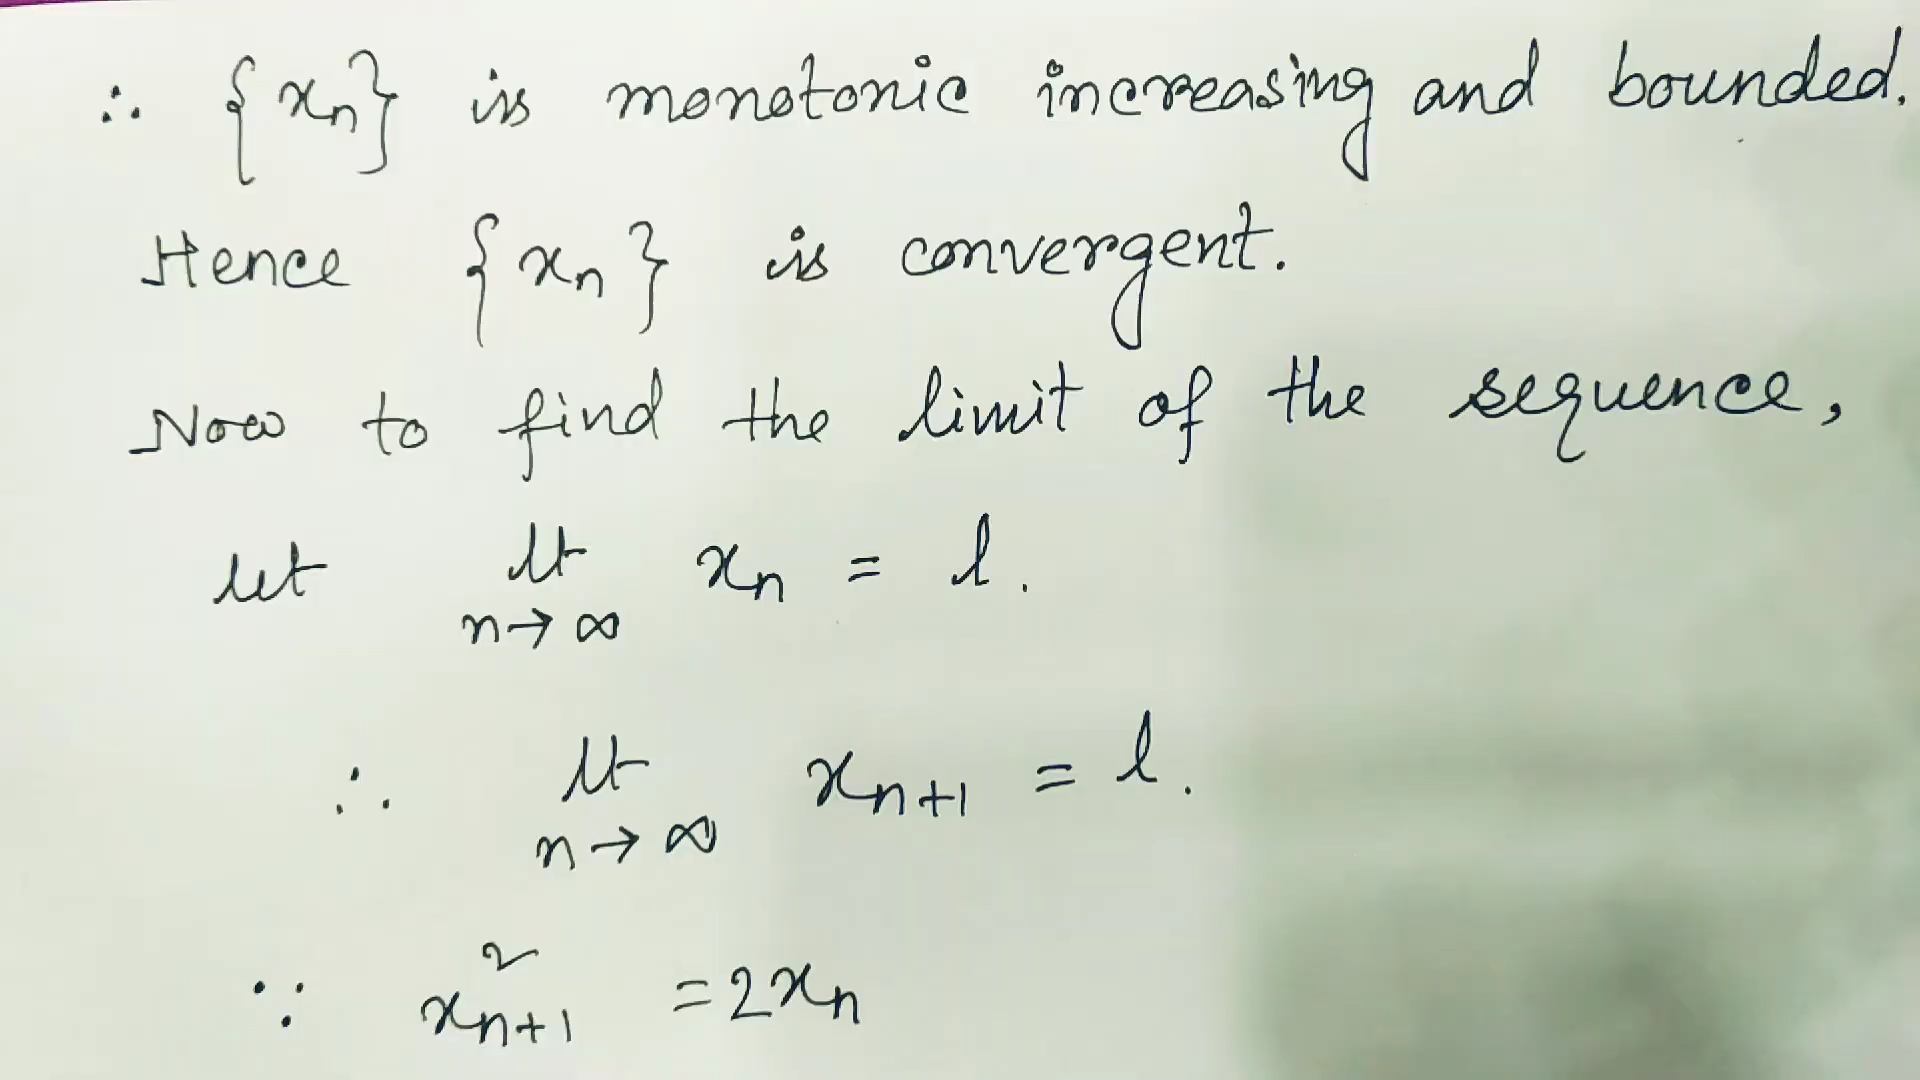 ∴ {xₙ} is monotonic increasing and bounded.
Hence {xₙ} is convergent.
Now to find the limit of the sequence,
let lt xₙ = l.
n→∞
∴ lt xₙ₊₁ = l.
n→∞
∵ x²ₙ₊₁ = 2xₙ